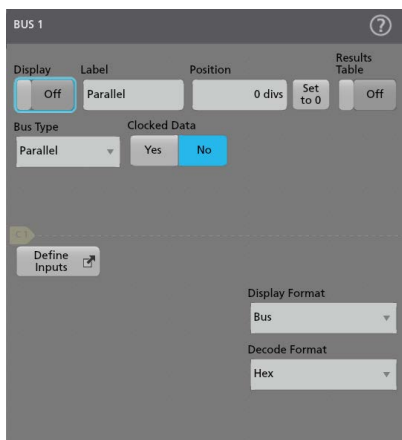 BUS 1
?
Display
Label
Position
Results
Table
Off
Parallel
0 divs
Set
to 0
Off
Bus Type
Clocked Data
Parallel
Yes
No
C1
Define
Inputs
Display Format
Bus
Decode Format
Hex